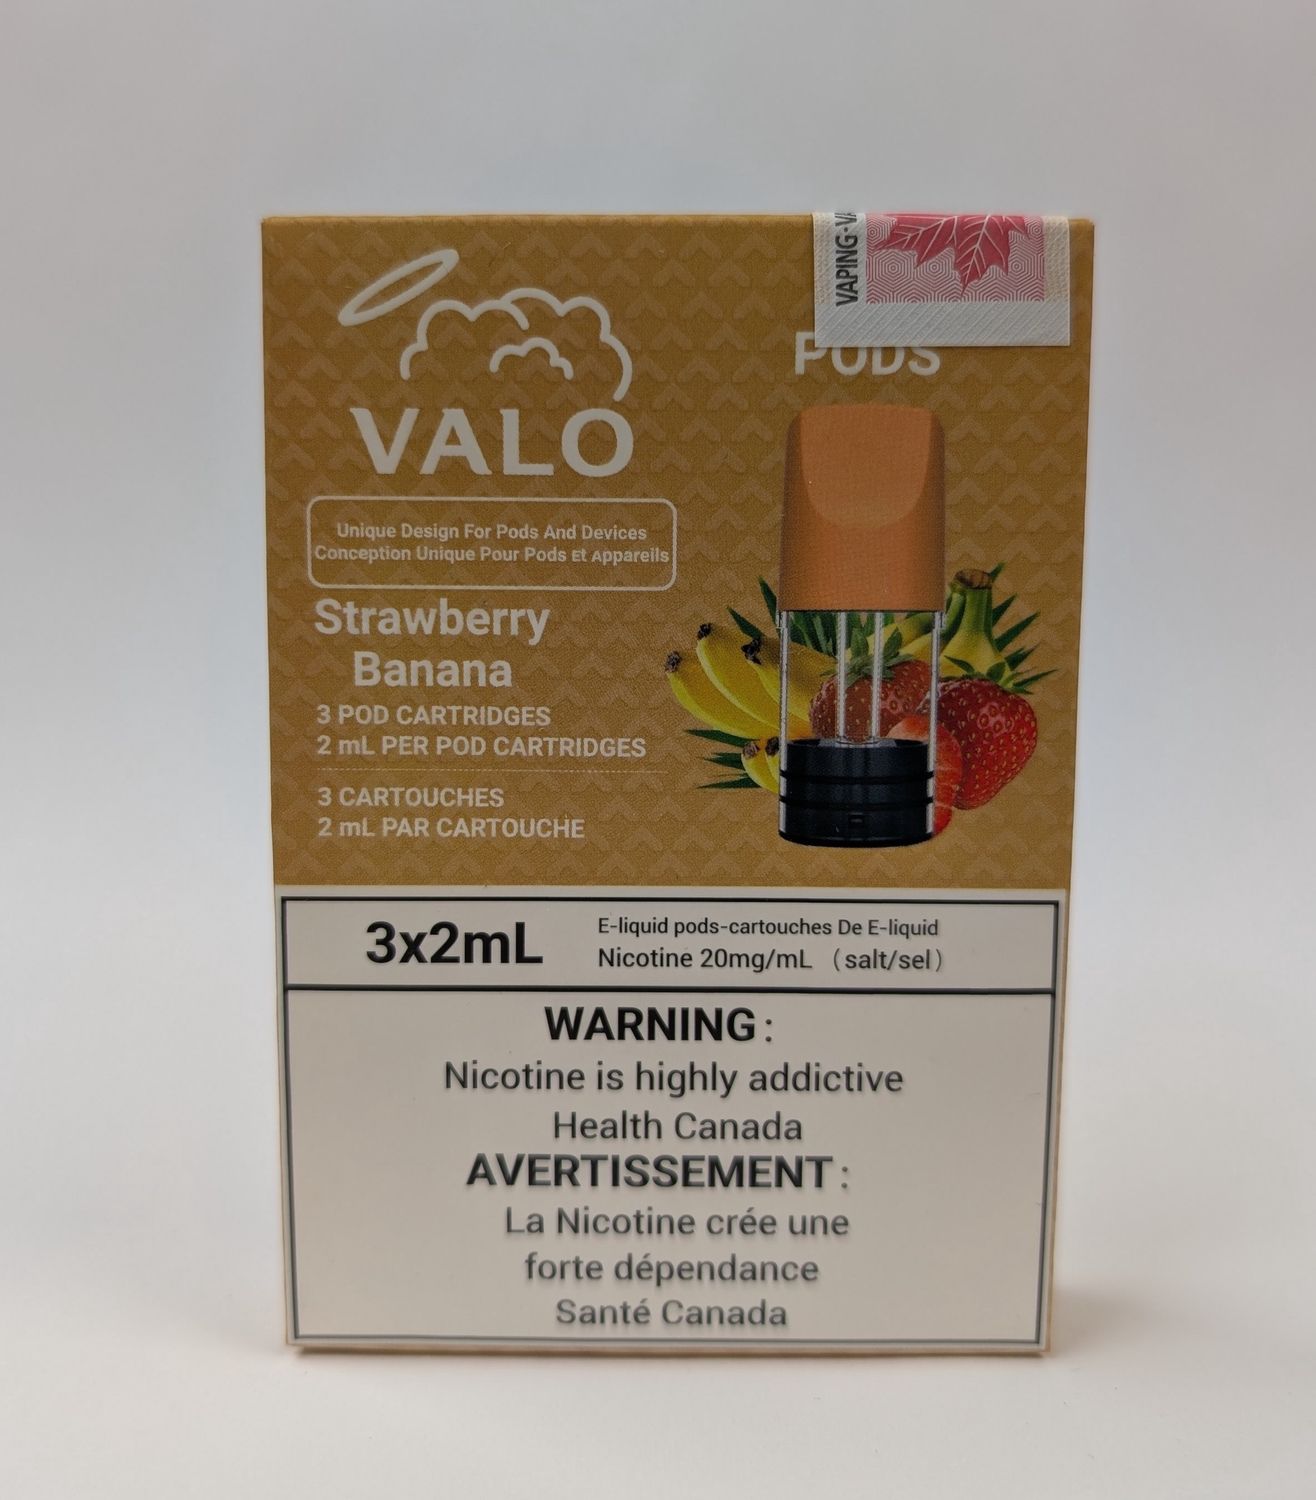 VAPING-VA
PODS
VALO
Unique Design For Pods And Devices
Conception Unique Pour Pods Et Appareils
Strawberry
Banana
3 POD CARTRIDGES
2 mL PER POD CARTRIDGES
3 CARTOUCHES
2 mL PAR CARTOUCHE
3x2mL
E-liquid pods-cartouches De E-liquid
Nicotine 20mg/mL （salt/sel）
WARNING：
Nicotine is highly addictive
Health Canada
AVERTISSEMENT：
La Nicotine crée une
forte dépendance
Santé Canada